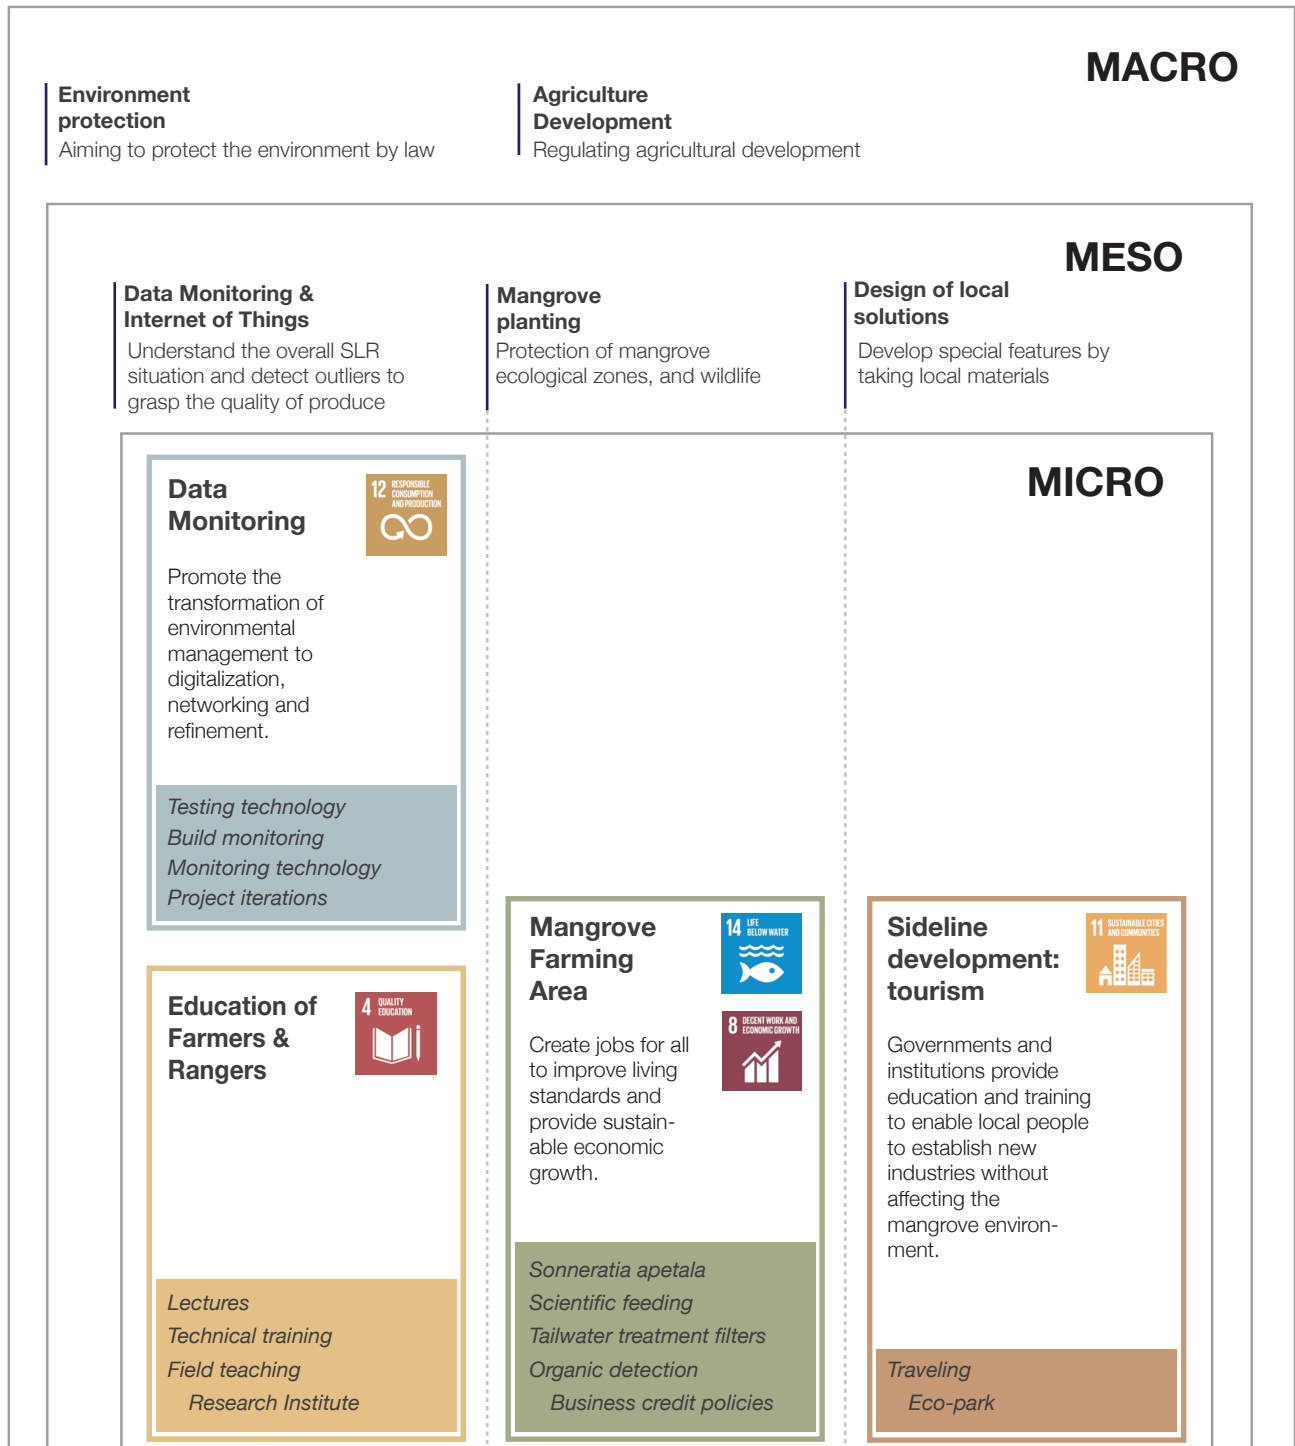 MACRO
Environment
protection
Aiming to protect the environment by law
Agriculture
Development
Regulating agricultural development
MESO
Data Monitoring &
Internet of Things
Understand the overall SLR
situation and detect outliers to
grasp the quality of produce
Mangrove
planting
Protection of mangrove
ecological zones, and wildlife
Design of local
solutions
Develop special features by
taking local materials
MICRO
Data
Monitoring
12 RESPONSIBLE
CONSUMPTION
AND PRODUCTION
Promote the
transformation of
environmental
management to
digitalization,
networking and
refinement.
Testing technology
Build monitoring
Monitoring technology
Project iterations
Education of
Farmers &
Rangers
4 QUALITY
EDUCATION
Lectures
Technical training
Field teaching
Research Institute
Mangrove
Farming
Area
14 LIFE
BELOW WATER
8 DECENT WORK AND
ECONOMIC GROWTH
Create jobs for all
to improve living
standards and
provide sustain-
able economic
growth.
Sonneratia apetala
Scientific feeding
Tailwater treatment filters
Organic detection
Business credit policies
Sideline
development:
tourism
11 SUSTAINABLE CITIES
AND COMMUNITIES
Governments and
institutions provide
education and training
to enable local people
to establish new
industries without
affecting the
mangrove environ-
ment.
Traveling
Eco-park